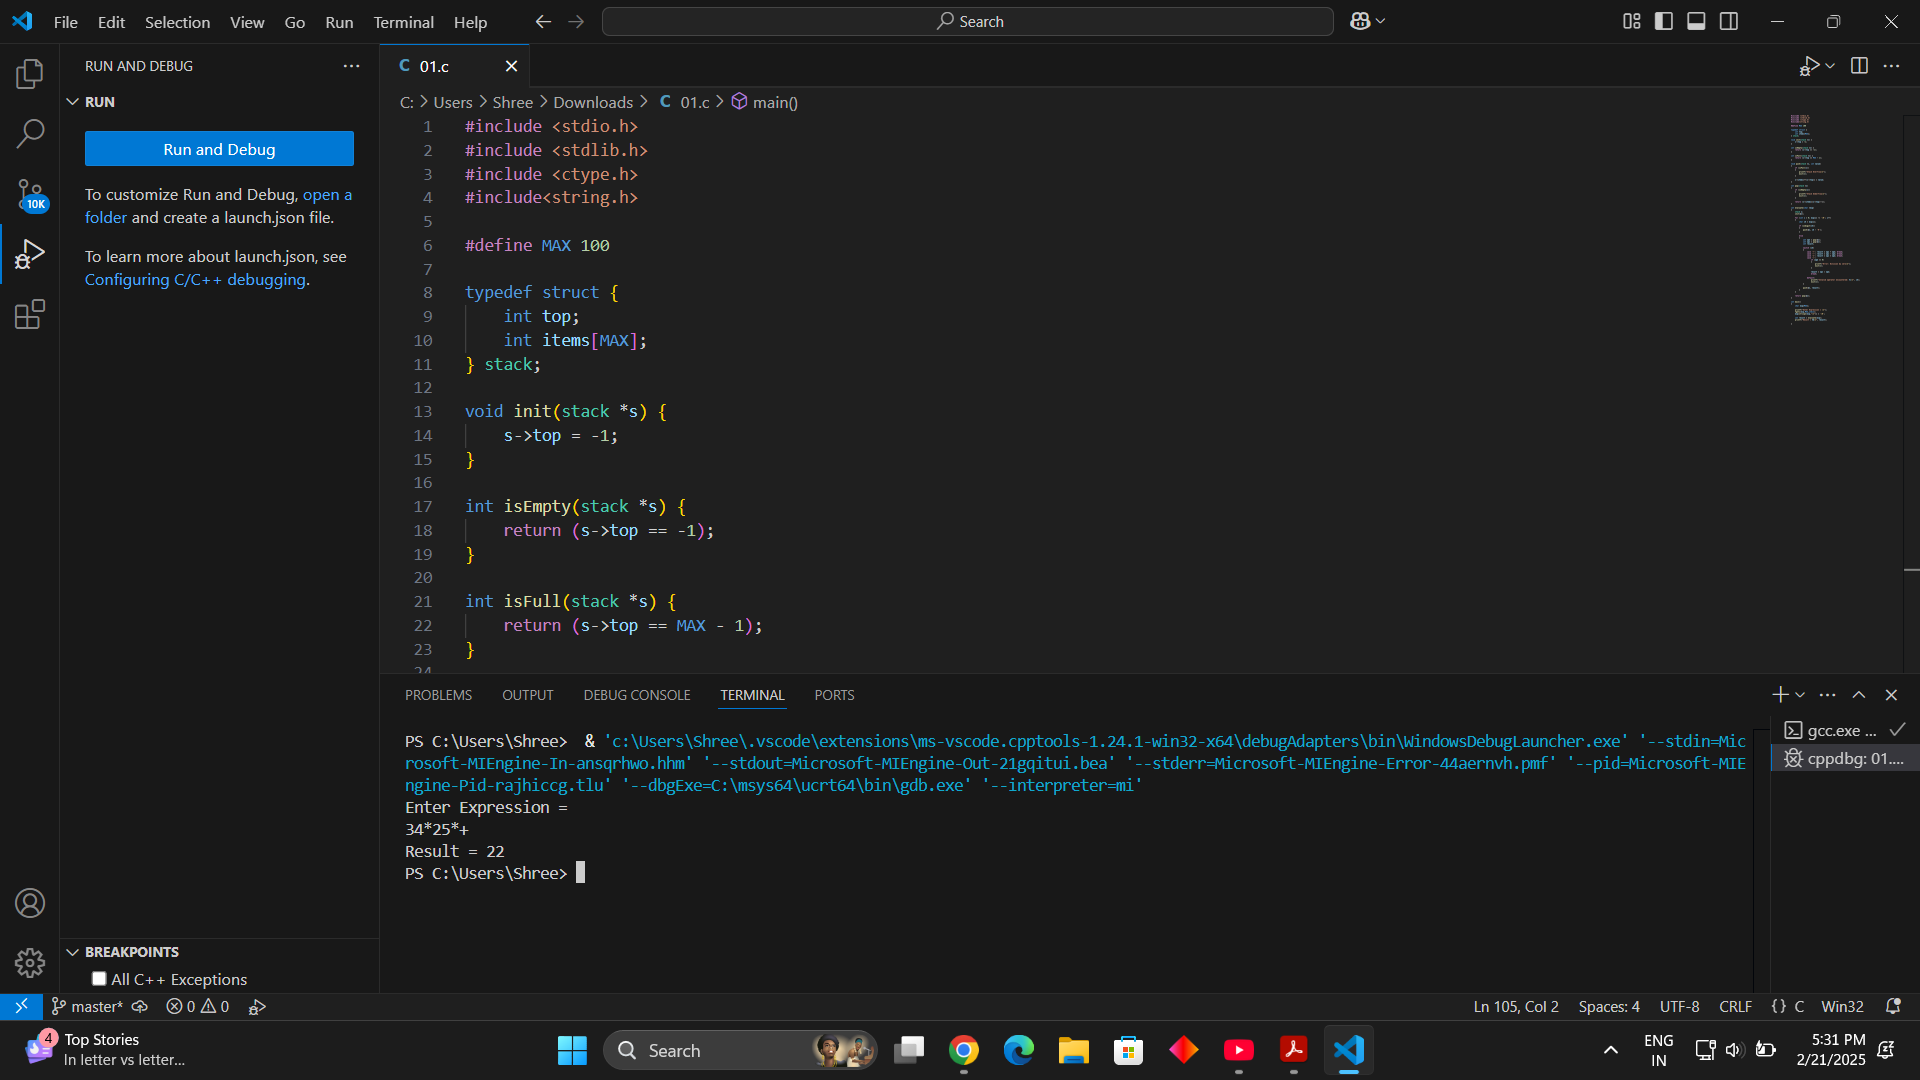 File Edit Selection View Go Run Terminal Help
Search
RUN AND DEBUG
RUN
Run and Debug
To customize Run and Debug, open a
folder and create a launch.json file.
To learn more about launch.json, see
Configuring C/C++ debugging.
10K
BREAKPOINTS
All C++ Exceptions
C 01.c
C: > Users > Shree > Downloads > C 01.c > main()
1 #include <stdio.h>
2 #include <stdlib.h>
3 #include <ctype.h>
4 #include<string.h>
5
6 #define MAX 100
7
8 typedef struct {
9 int top;
10 int items[MAX];
11 } stack;
12
13 void init(stack *s) {
14 s->top = -1;
15 }
16
17 int isEmpty(stack *s) {
18 return (s->top == -1);
19 }
20
21 int isFull(stack *s) {
22 return (s->top == MAX - 1);
23 }
24
PROBLEMS OUTPUT DEBUG CONSOLE TERMINAL PORTS
PS C:\Users\Shree>  & 'c:\Users\Shree\.vscode\extensions\ms-vscode.cpptools-1.24.1-win32-x64\debugAdapters\bin\WindowsDebugLauncher.exe' '--stdin=Mic
rosoft-MIEngine-In-ansqrhwo.hhm' '--stdout=Microsoft-MIEngine-Out-21gqitui.bea' '--stderr=Microsoft-MIEngine-Error-44aernvh.pmf' '--pid=Microsoft-MIE
ngine-Pid-rajhiccg.tlu' '--dbgExe=C:\msys64\ucrt64\bin\gdb.exe' '--interpreter=mi'
Enter Expression =
34*25*+
Result = 22
PS C:\Users\Shree>
gcc.exe ...
cppdbg: 01....
master* 0 0
Ln 105, Col 2 Spaces: 4 UTF-8 CRLF {} C Win32
4
Top Stories
In letter vs letter...
Search
ENG
IN
5:31 PM
2/21/2025